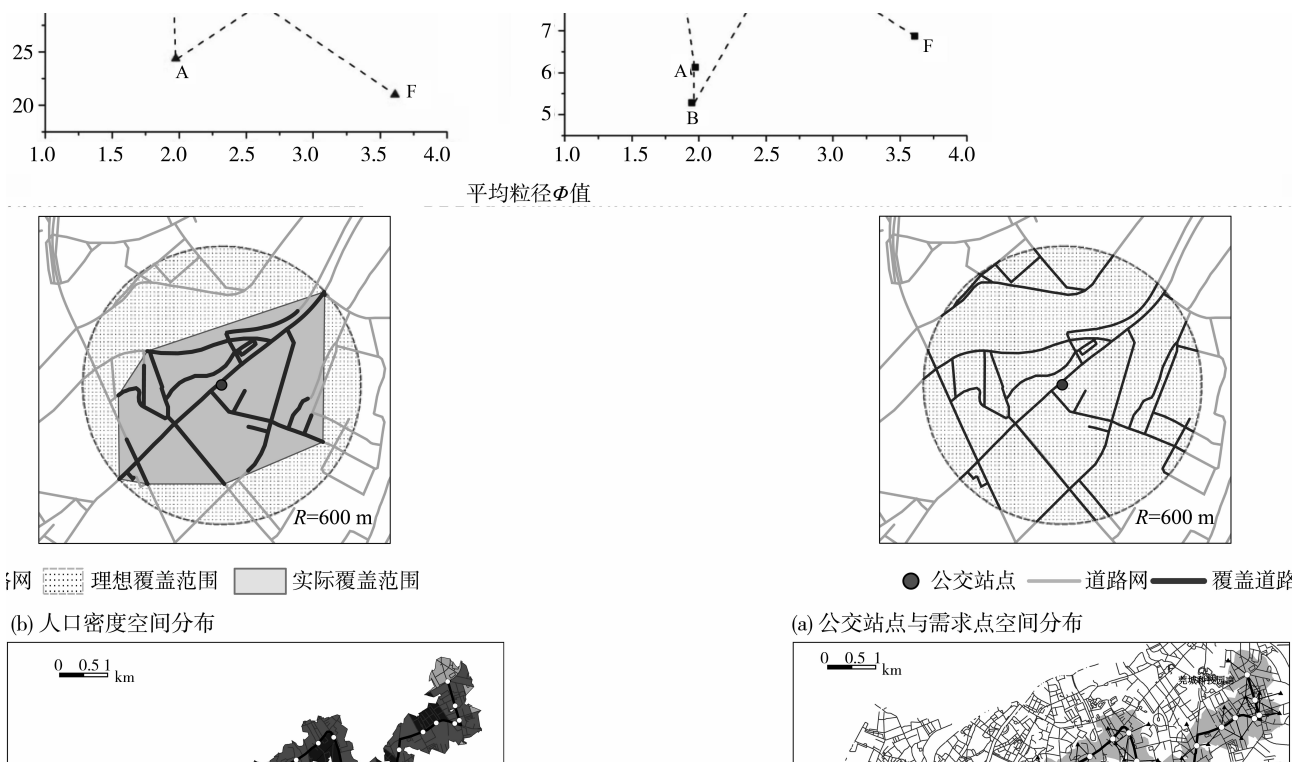 25
A
F
20
1.0 1.5 2.0 2.5 3.0 3.5 4.0
7
F
A
6
B
5
1.0 1.5 2.0 2.5 3.0 3.5 4.0
平均粒径Φ值
R=600 m
R=600 m
路网 理想覆盖范围 实际覆盖范围
公交站点 道路网 覆盖道路
(b) 人口密度空间分布
(a) 公交站点与需求点空间分布
0 0.5 1 km
0 0.5 1 km